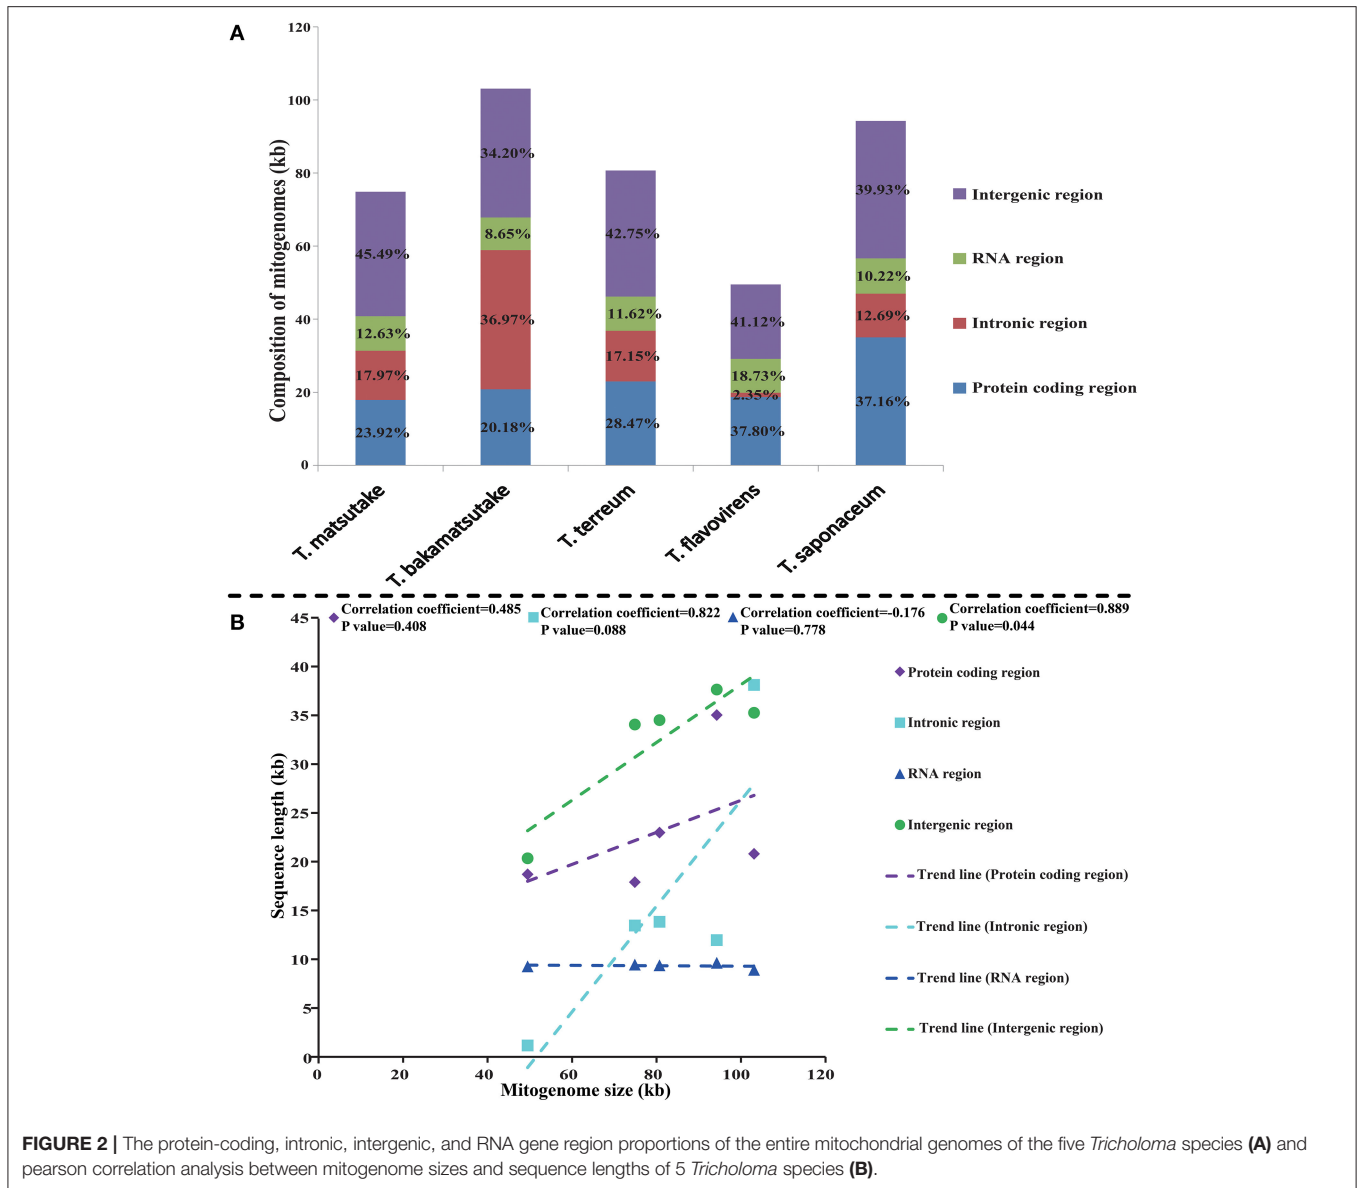 A
120
100
80
60
40
20
0
Composition of mitogenomes (kb)
45.49%
12.63%
17.97%
23.92%
34.20%
8.65%
36.97%
20.18%
42.75%
11.62%
17.15%
28.47%
41.12%
18.73%
2.35%
37.80%
39.93%
10.22%
12.69%
37.16%
T. matsutake
T. bakamatsutake
T. terreum
T. flavovirens
T. saponaceum
Intergenic region
RNA region
Intronic region
Protein coding region
B
Correlation coefficient=0.485
P value=0.408
Correlation coefficient=0.822
P value=0.088
Correlation coefficient=-0.176
P value=0.778
Correlation coefficient=0.889
P value=0.044
45
40
35
30
25
20
15
10
5
0
Sequence length (kb)
0
20
40
60
80
100
120
Mitogenome size (kb)
Protein coding region
Intronic region
RNA region
Intergenic region
Trend line (Protein coding region)
Trend line (Intronic region)
Trend line (RNA region)
Trend line (Intergenic region)
FIGURE 2 | The protein-coding, intronic, intergenic, and RNA gene region proportions of the entire mitochondrial genomes of the five Tricholoma species (A) and
pearson correlation analysis between mitogenome sizes and sequence lengths of 5 Tricholoma species (B).